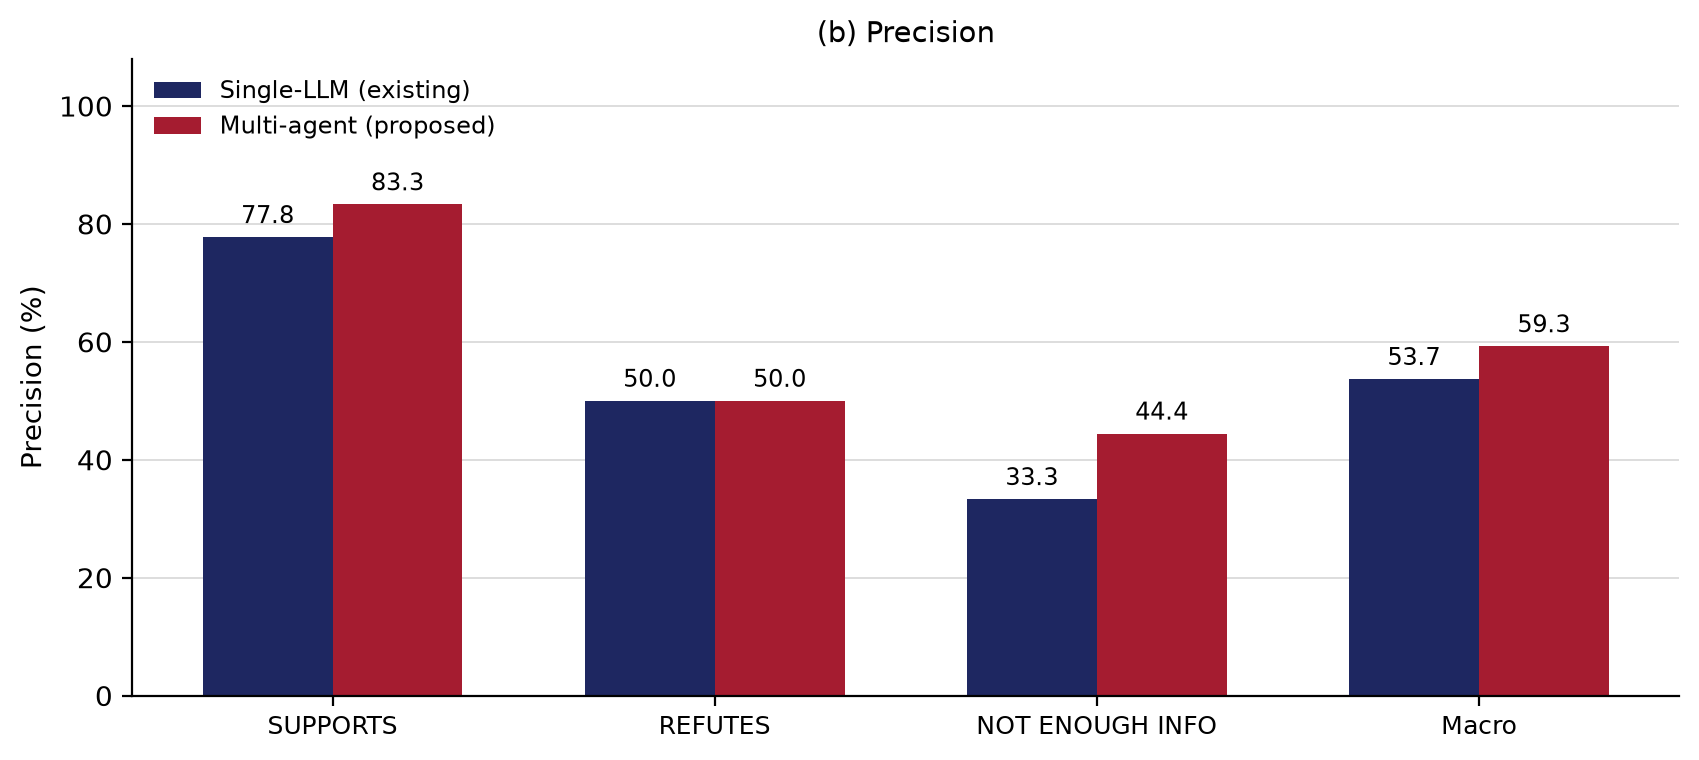 (b) Precision
Single-LLM (existing)
Multi-agent (proposed)
Precision (%)
100
80
60
40
20
0
77.8
83.3
50.0
50.0
33.3
44.4
53.7
59.3
SUPPORTS
REFUTES
NOT ENOUGH INFO
Macro